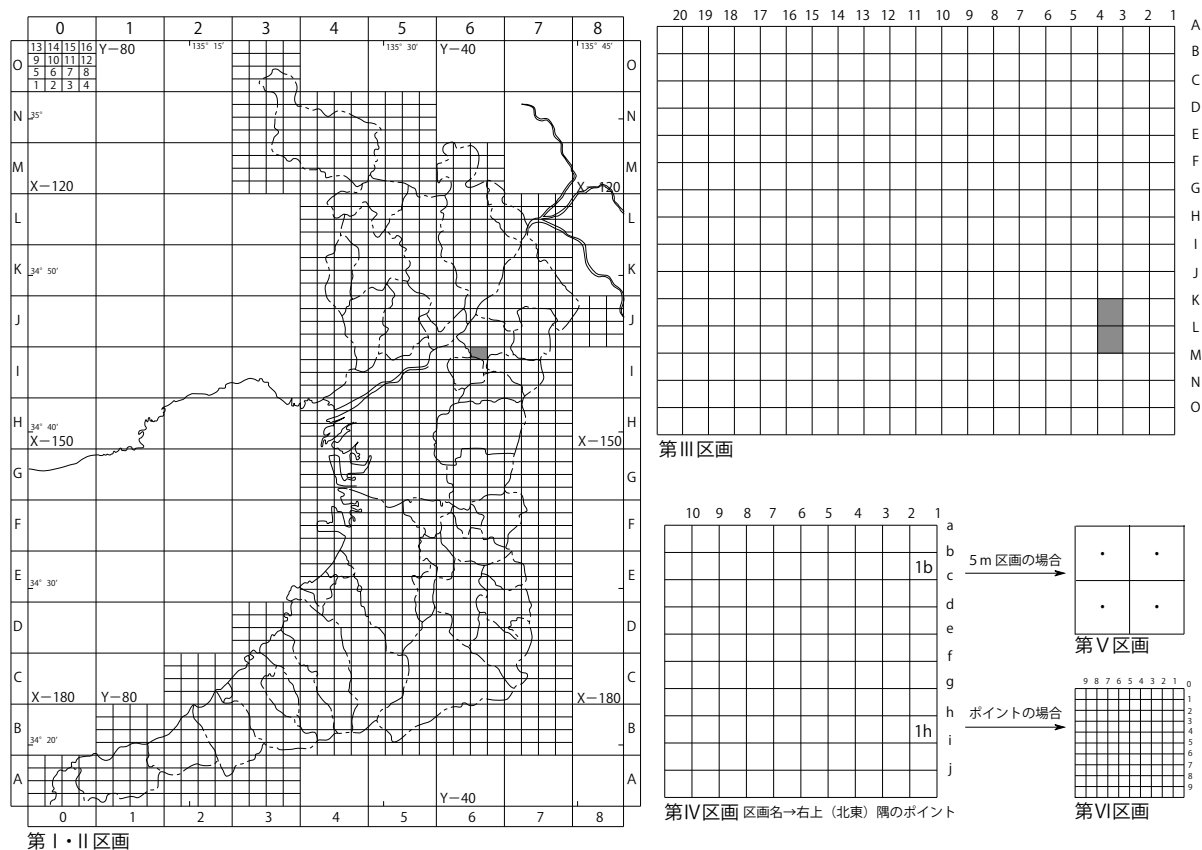 0 1 2 3 4 5 6 7 8
13 14 15 16
9 10 11 12
5 6 7 8
1 2 3 4
Y−80
135° 15′
135° 30′
Y−40
135° 45′
O O
N 35° N
M M
X−120 X−120
L L
K 34° 50′ K
J J
I I
H 34° 40′ H
X−150 X−150
G G
F F
E 34° 30′ E
D D
C C
X−180 Y−80 X−180
B 34° 20′ B
A A
Y−40
0 1 2 3 4 5 6 7 8
第Ⅰ・Ⅱ区画
20 19 18 17 16 15 14 13 12 11 10 9 8 7 6 5 4 3 2 1
A
B
C
D
E
F
G
H
I
J
K
L
M
N
O
第Ⅲ区画
10 9 8 7 6 5 4 3 2 1
a
b
1b
c
d
e
f
g
h
1h
i
j
第Ⅳ区画 区画名→右上（北東）隅のポイント
5m区画の場合
第Ⅴ区画
ポイントの場合
9 8 7 6 5 4 3 2 1 0
1
2
3
4
5
6
7
8
9
第Ⅵ区画